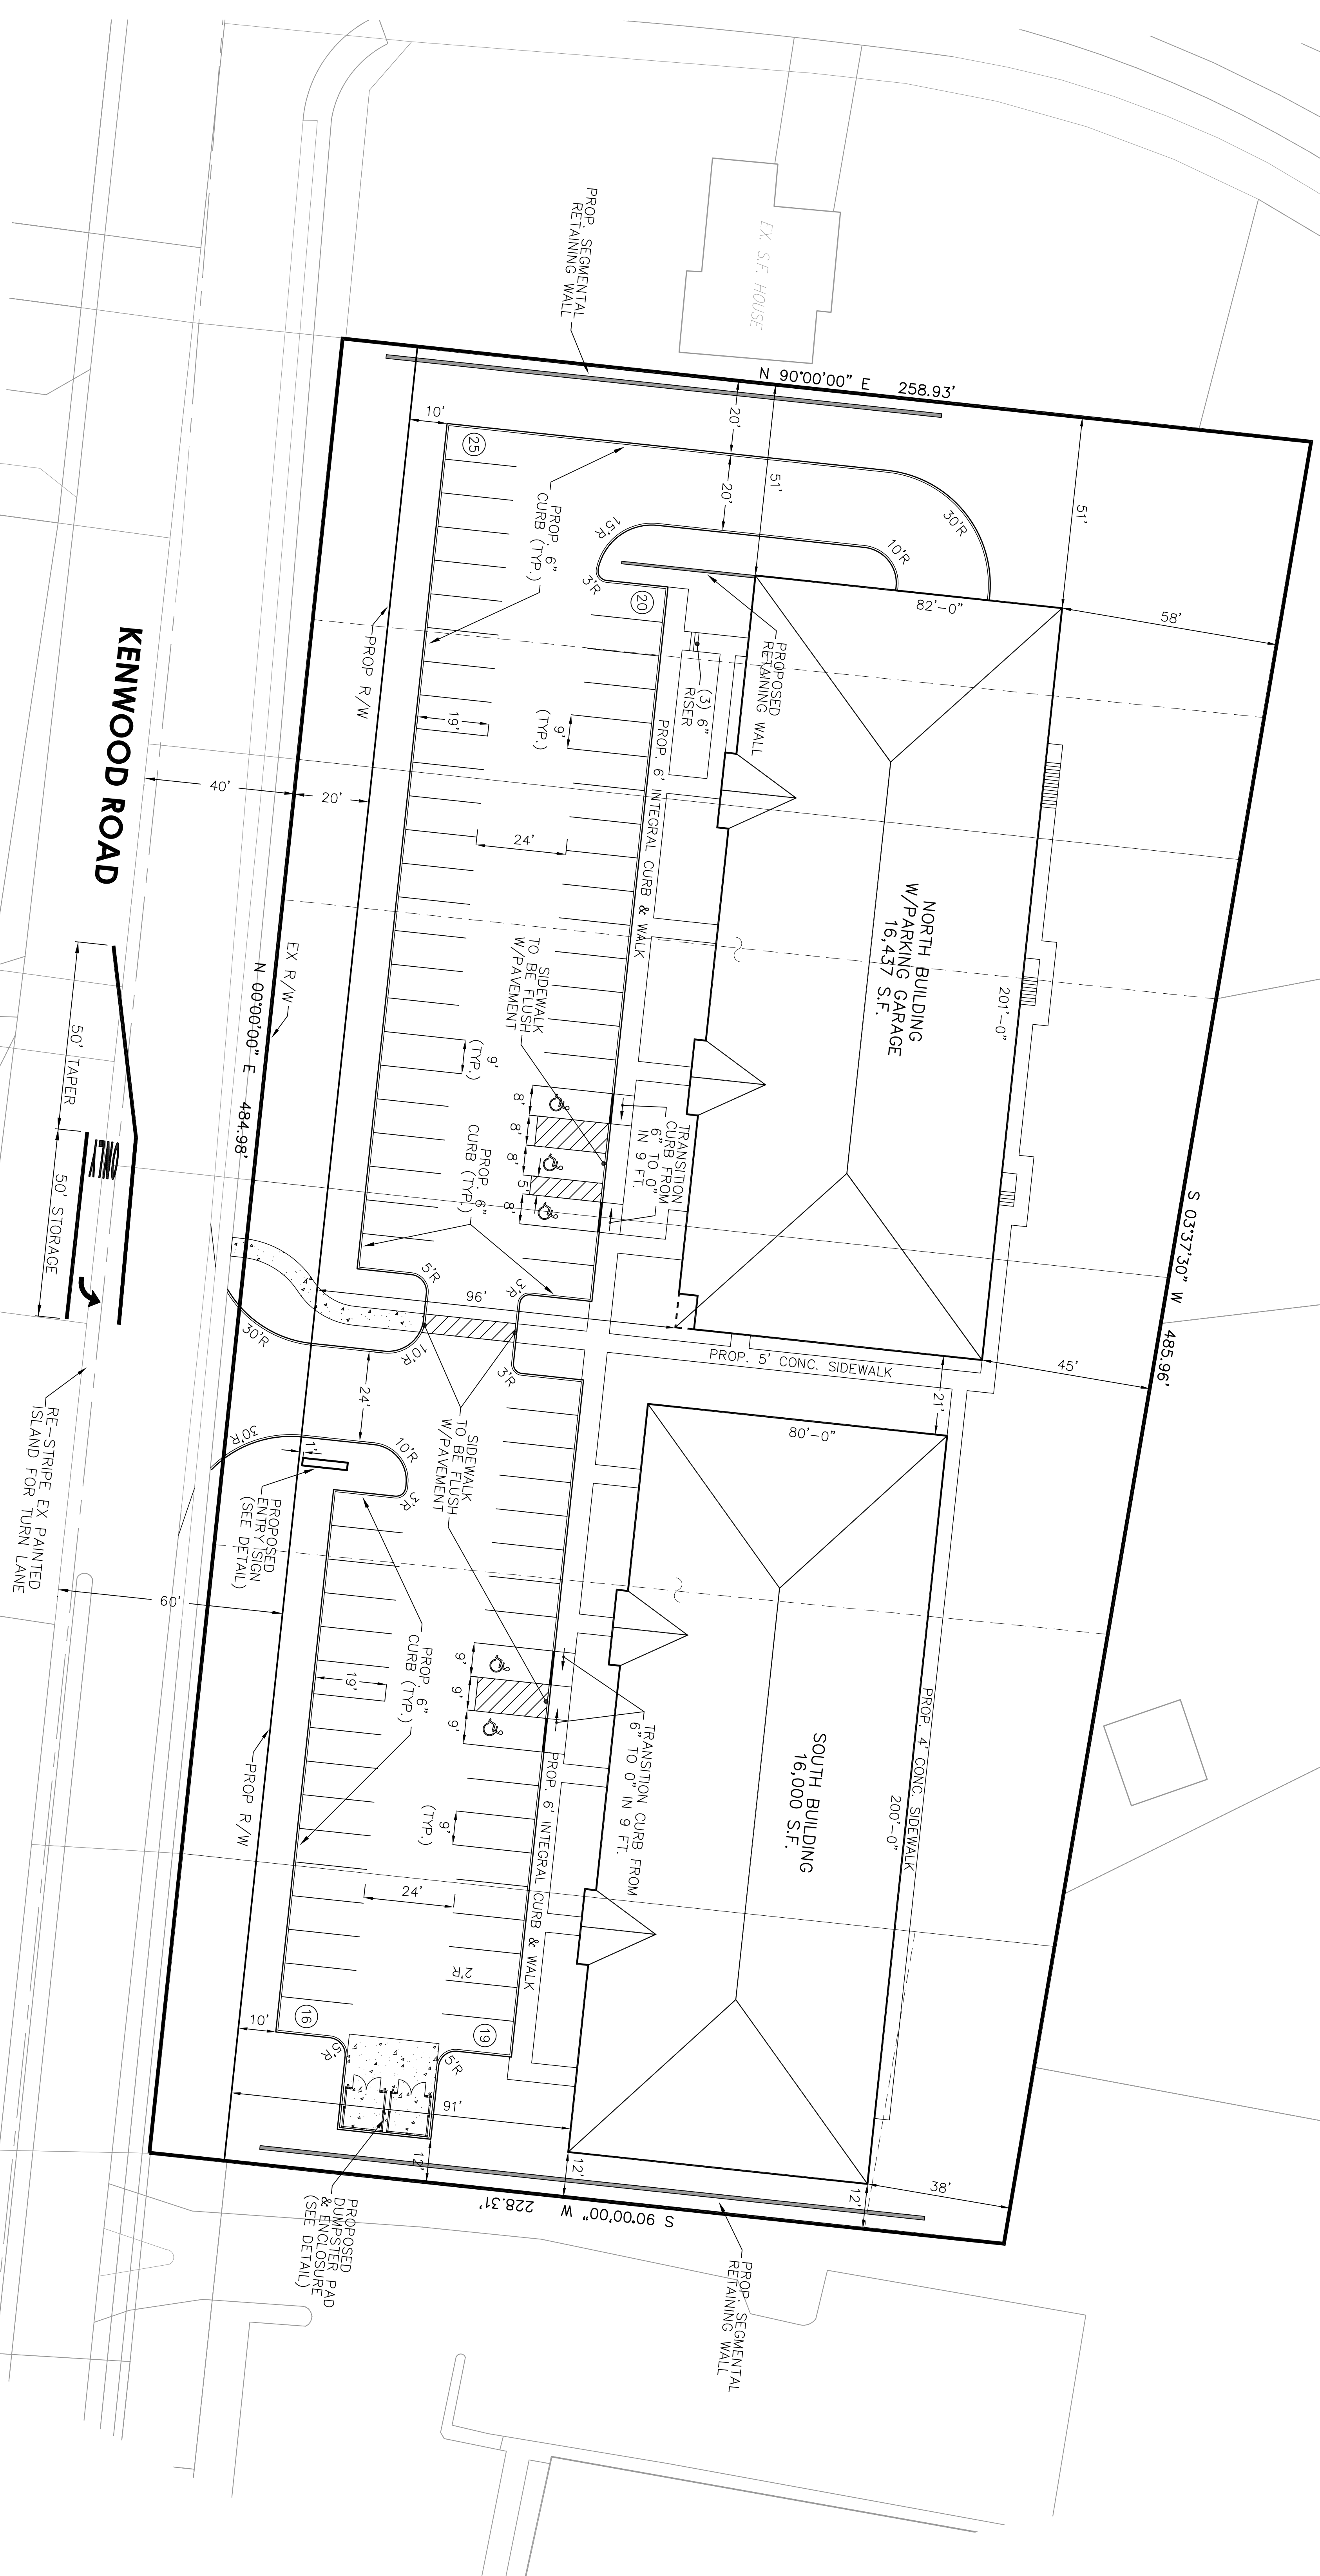 EX. S.F. HOUSE
PROP. SEGMENTAL
RETAINING WALL
N 90°00'00" E 258.93'
10'
20'
51'
51'
25
20'
PROP. 6"
CURB (TYP.)
15'R
3'R
10'R
30'R
20
82'-0"
58'
KENWOOD ROAD
PROP R/W
19'
9'
(TYP.)
(3) 6"
RISER
PROPOSED
RETAINING WALL
40'
20'
24'
PROP. 6' INTEGRAL CURB & WALK
NORTH BUILDING
W/PARKING GARAGE
16,437 S.F.
201'-0"
EX R/W
N 00°00'00" E 484.98'
SIDEWALK
TO BE FLUSH
W/PAVEMENT
9'
(TYP.)
8'
8'
8'
5'
8'
TRANSITION
CURB FROM
6" TO 0"
IN 9 FT.
PROP. 6"
CURB (TYP.)
50' TAPER
ONLY
50' STORAGE
S 03°37'30" W 485.96'
5'R
3'R
96'
30'R
10'R
3'R
PROP. 5' CONC. SIDEWALK
45'
21'
24'
RE-STRIPE EX PAINTED
ISLAND FOR TURN LANE
30'R
1'
10'R
3'R
SIDEWALK
TO BE FLUSH
W/PAVEMENT
80'-0"
PROPOSED
ENTRY SIGN
(SEE DETAIL)
60'
PROP. 6"
CURB (TYP.)
19'
9'
9'
9'
TRANSITION CURB FROM
6" TO 0" IN 9 FT.
SOUTH BUILDING
16,000 S.F.
200'-0"
PROP. 4' CONC. SIDEWALK
PROP R/W
9'
(TYP.)
24'
PROP. 6' INTEGRAL CURB & WALK
2'R
10'
16
19
5'R
5'R
91'
12'
12'
12'
38'
S 90°00'00" W 228.31'
PROPOSED
DUMPSTER PAD
& ENCLOSURE
(SEE DETAIL)
PROP. SEGMENTAL
RETAINING WALL